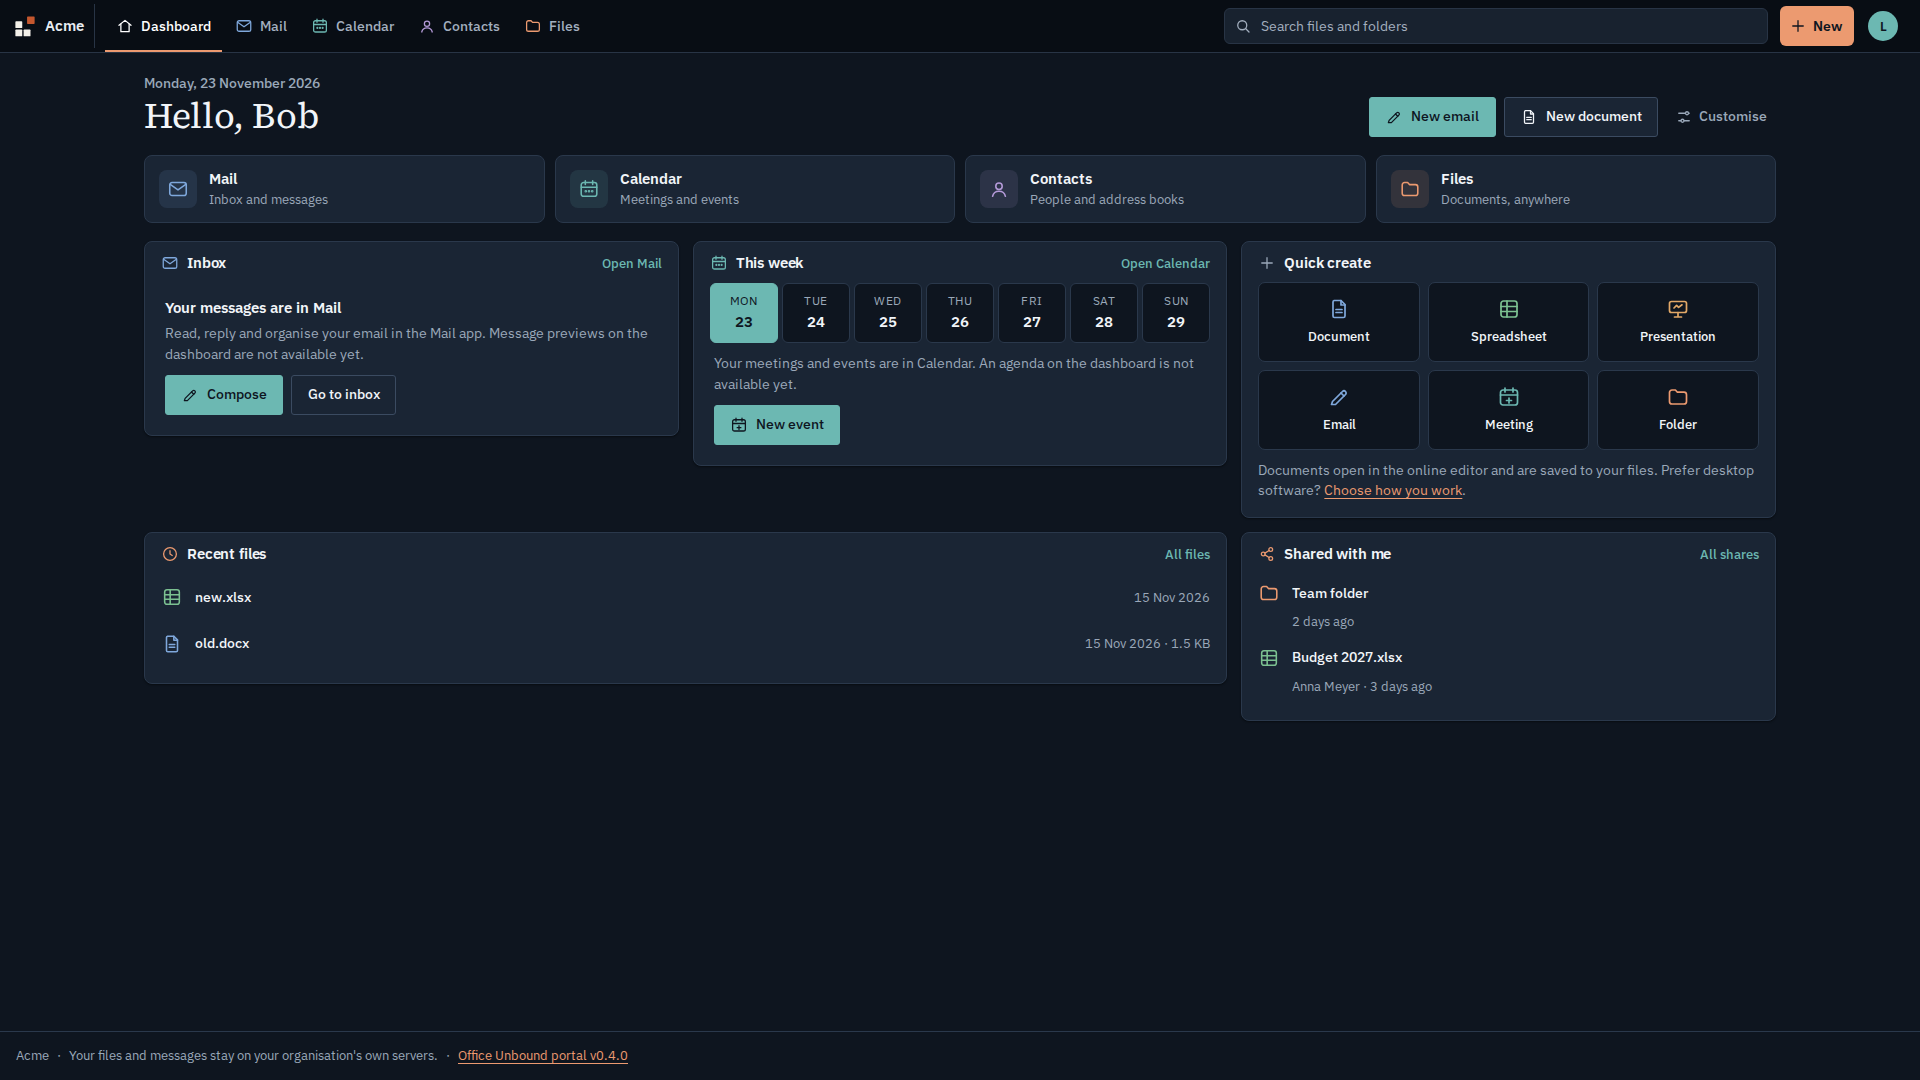 Acme
Dashboard
Mail
Calendar
Contacts
Files
Search files and folders
New
L
Monday, 23 November 2026
Hello, Bob
New email
New document
Customise
Mail
Inbox and messages
Calendar
Meetings and events
Contacts
People and address books
Files
Documents, anywhere
Inbox
Open Mail
Your messages are in Mail
Read, reply and organise your email in the Mail app. Message previews on the
dashboard are not available yet.
Compose
Go to inbox
This week
Open Calendar
MON
23
TUE
24
WED
25
THU
26
FRI
27
SAT
28
SUN
29
Your meetings and events are in Calendar. An agenda on the dashboard is not
available yet.
New event
Quick create
Document
Spreadsheet
Presentation
Email
Meeting
Folder
Documents open in the online editor and are saved to your files. Prefer desktop
software? Choose how you work.
Recent files
All files
new.xlsx
15 Nov 2026
old.docx
15 Nov 2026 · 1.5 KB
Shared with me
All shares
Team folder
2 days ago
Budget 2027.xlsx
Anna Meyer · 3 days ago
Acme · Your files and messages stay on your organisation's own servers. · Office Unbound portal v0.4.0